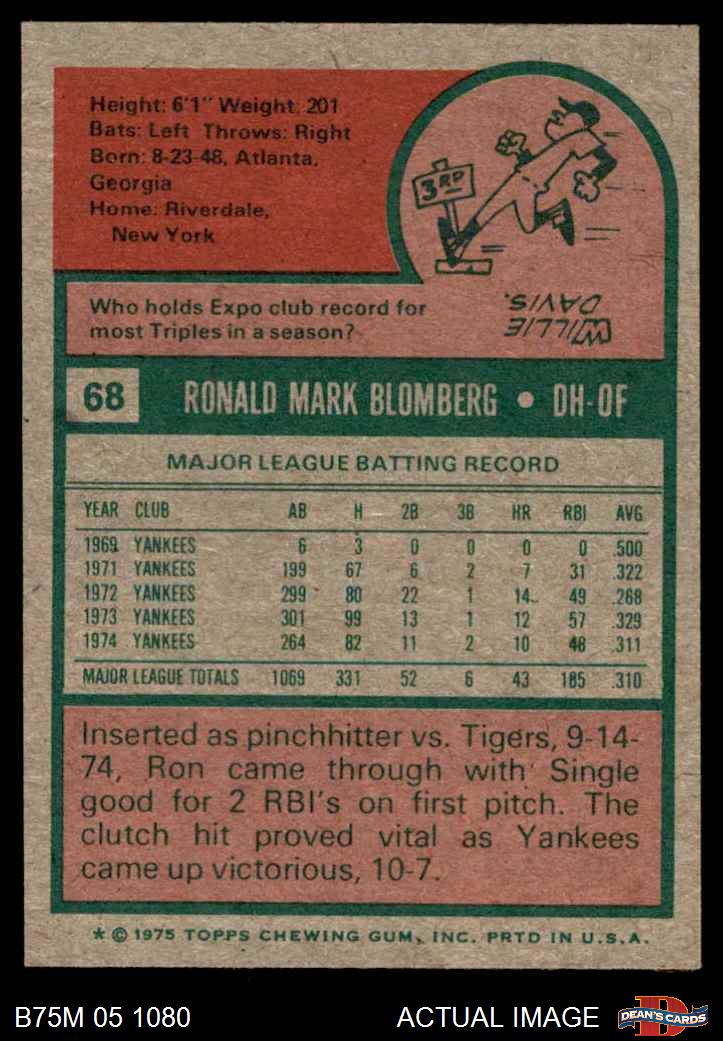 Height: 6'1" Weight: 201
Bats: Left Throws: Right
Born: 8-23-48, Atlanta,
Georgia
Home: Riverdale,
New York
3RD
Who holds Expo club record for
most Triples in a season?
WILLIE
DAVIS.
68 RONALD MARK BLOMBERG • DH-OF
MAJOR LEAGUE BATTING RECORD
YEAR CLUB AB H 2B 3B HR RBI AVG
1969 YANKEES 6 3 0 0 0 0 .500
1971 YANKEES 199 67 6 2 7 31 .322
1972 YANKEES 299 80 22 1 14 49 .268
1973 YANKEES 301 99 13 1 12 57 .329
1974 YANKEES 264 82 11 2 10 48 .311
MAJOR LEAGUE TOTALS 1069 331 52 6 43 185 .310
Inserted as pinchhitter vs. Tigers, 9-14-
74, Ron came through with Single
good for 2 RBI's on first pitch. The
clutch hit proved vital as Yankees
came up victorious, 10-7.
* © 1975 TOPPS CHEWING GUM, INC. PRTD IN U.S.A.
B75M 05 1080 ACTUAL IMAGE
DEAN'S CARDS